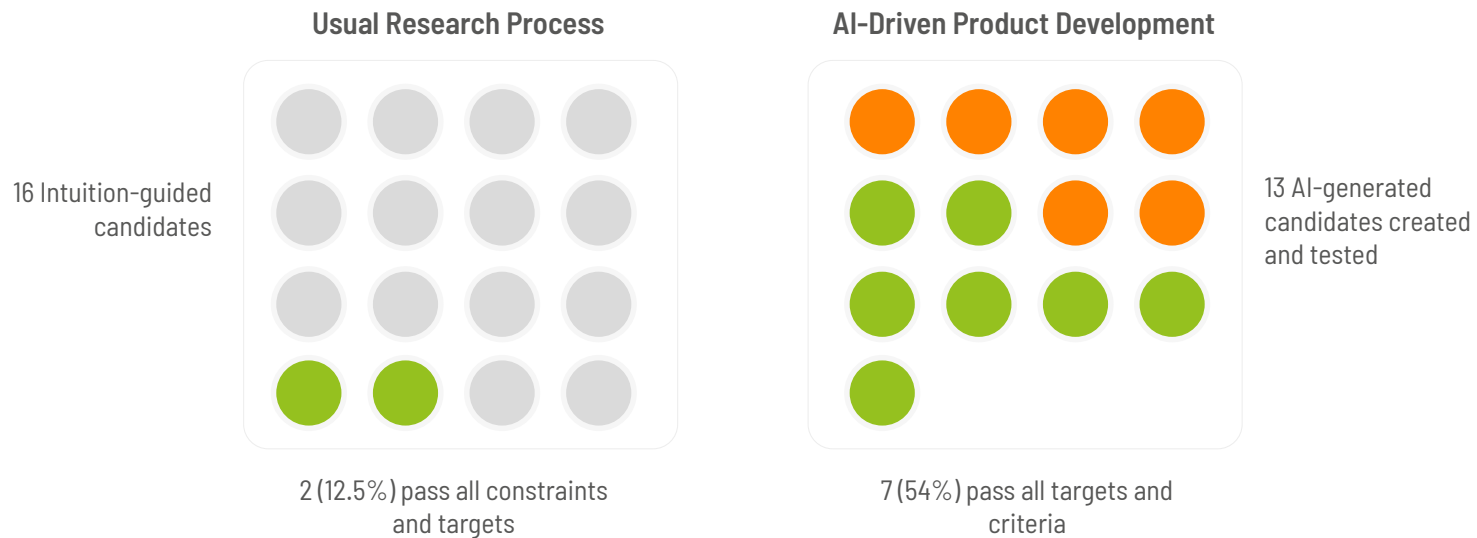 Usual Research Process
AI-Driven Product Development
16 Intuition-guided
candidates
13 AI-generated
candidates created
and tested
2 (12.5%) pass all constraints
and targets
7 (54%) pass all targets and
criteria